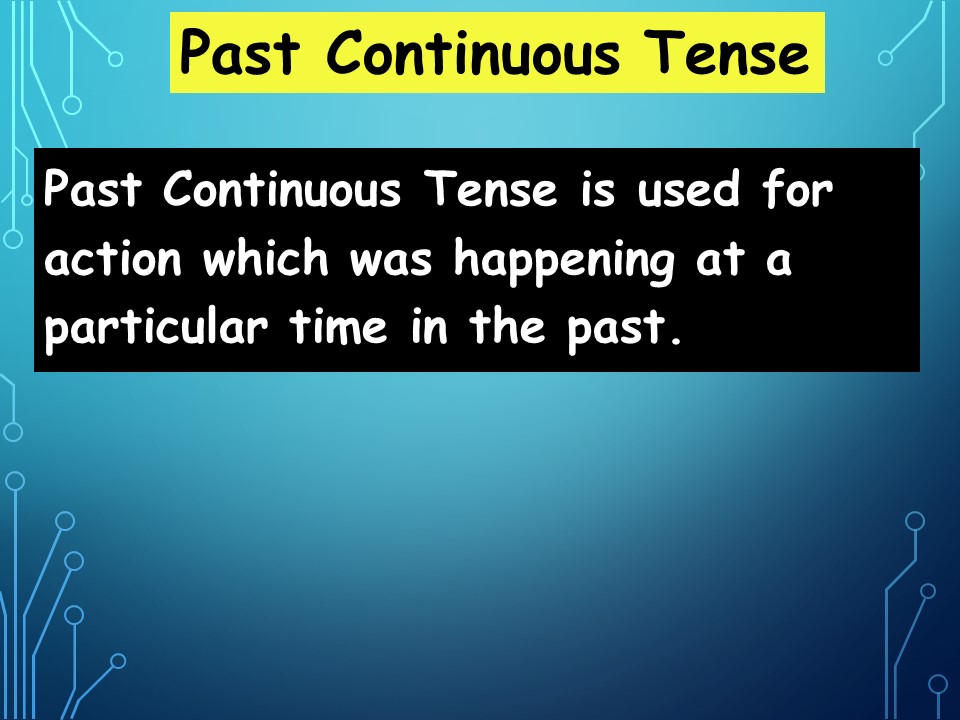 Past Continuous Tense
Past Continuous Tense is used for
action which was happening at a
particular time in the past.